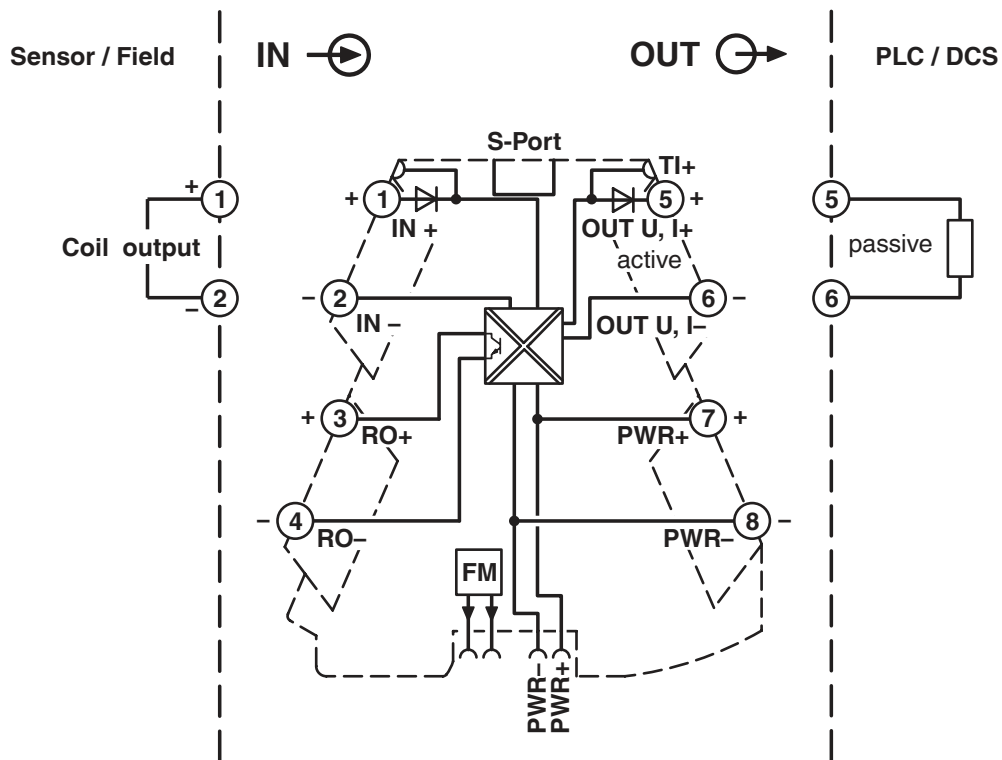 Sensor / Field
IN
OUT
PLC / DCS
S-Port
TI+
+
1
+
1
5
+
5
IN +
OUT U, I+
Coil output
active
passive
2
–
–
2
6
–
6
IN –
OUT U, I–
+
3
7
+
RO+
PWR+
–
4
8
–
RO–
PWR–
FM
PWR–
PWR+